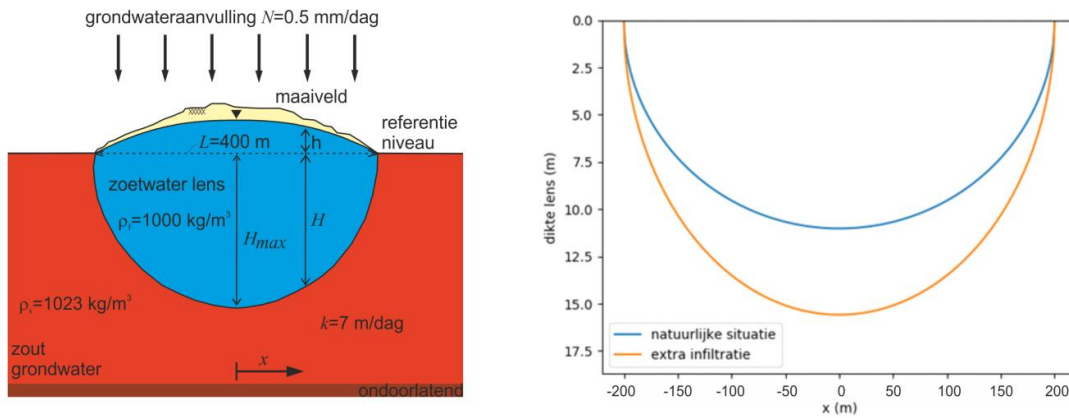 grondwateraanvulling N=0.5 mm/dag
maaiveld
referentie
niveau
L=400 m
h
zoetwater lens
ρf=1000 kg/m³
Hmax
H
ρs=1023 kg/m³
k=7 m/dag
zout
grondwater
x
ondoorlatend
0.0
2.5
5.0
7.5
10.0
12.5
15.0
17.5
dikte lens (m)
natuurlijke situatie
extra infiltratie
-200 -150 -100 -50 0 50 100 150 200
x (m)